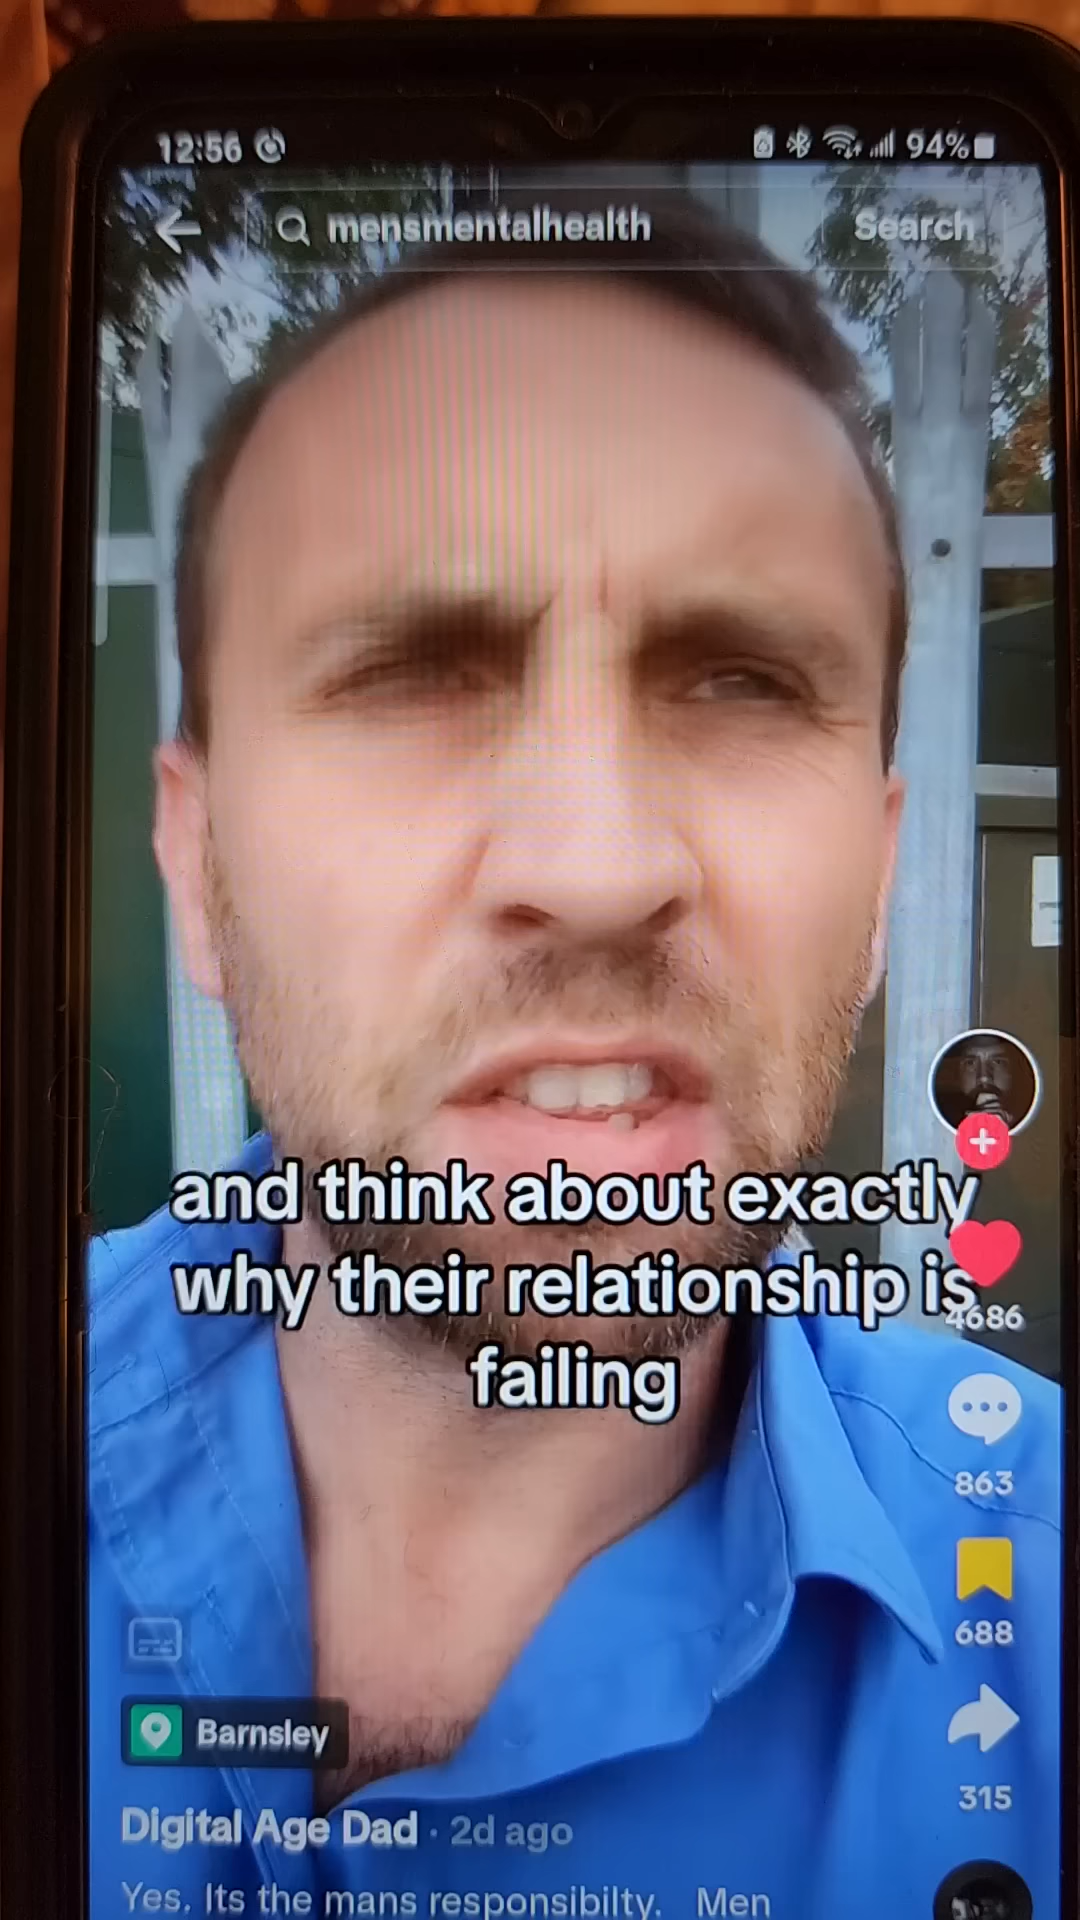 12:56 94%
mensmentalhealth Search
and think about exactly
why their relationship is
failing
4686
863
688
Barnsley
315
Digital Age Dad · 2d ago
Yes. Its the mans responsibilty. Men